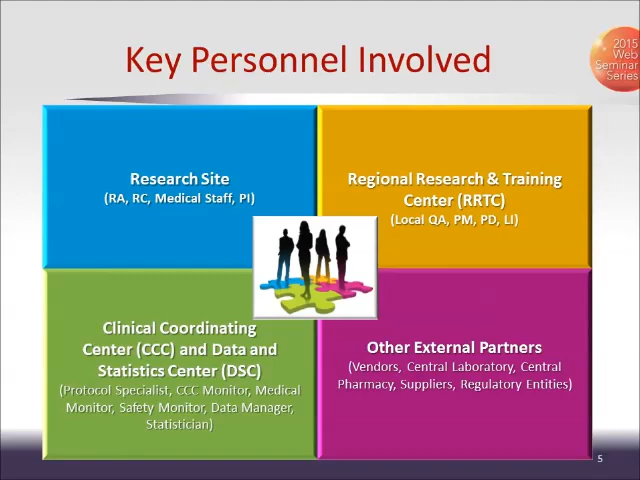 Key Personnel Involved
2015
Web
Seminar
Series
Research Site
(RA, RC, Medical Staff, PI)
Regional Research & Training
Center (RRTC)
(Local QA, PM, PD, LI)
Clinical Coordinating
Center (CCC) and Data and
Statistics Center (DSC)
(Protocol Specialist, CCC Monitor, Medical
Monitor, Safety Monitor, Data Manager,
Statistician)
Other External Partners
(Vendors, Central Laboratory, Central
Pharmacy, Suppliers, Regulatory Entities)
5